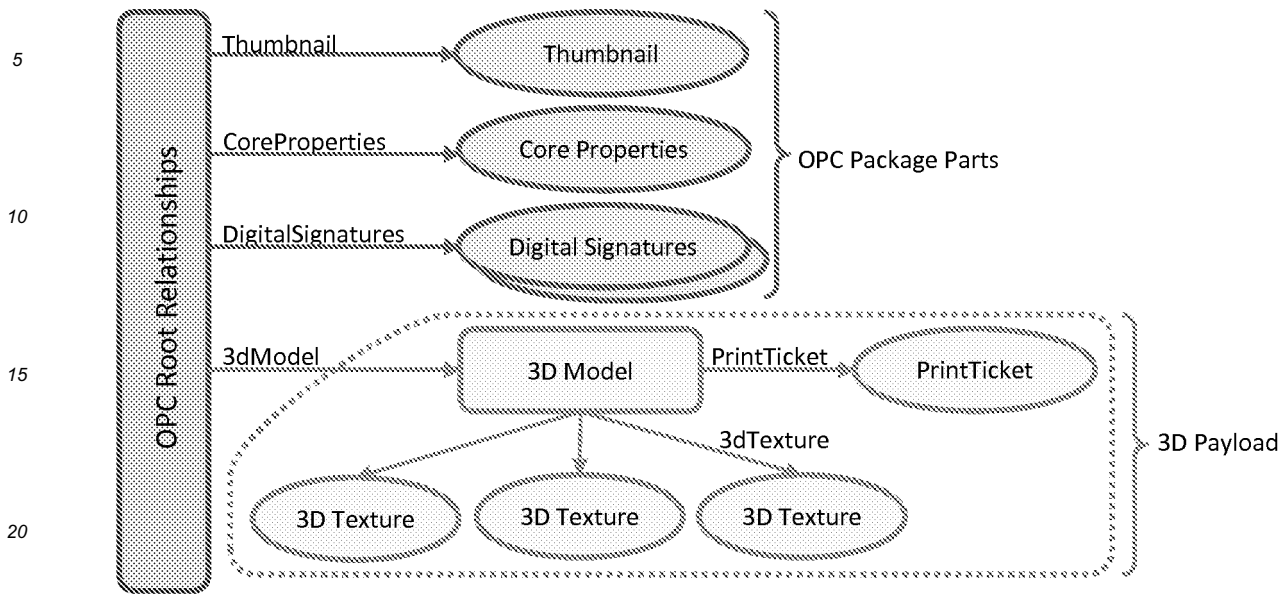 5
Thumbnail
Thumbnail
CoreProperties
Core Properties
OPC Package Parts
10
DigitalSignatures
Digital Signatures
OPC Root Relationships
3dModel
3D Model
PrintTicket
PrintTicket
15
3dTexture
3D Payload
3D Texture
3D Texture
3D Texture
20